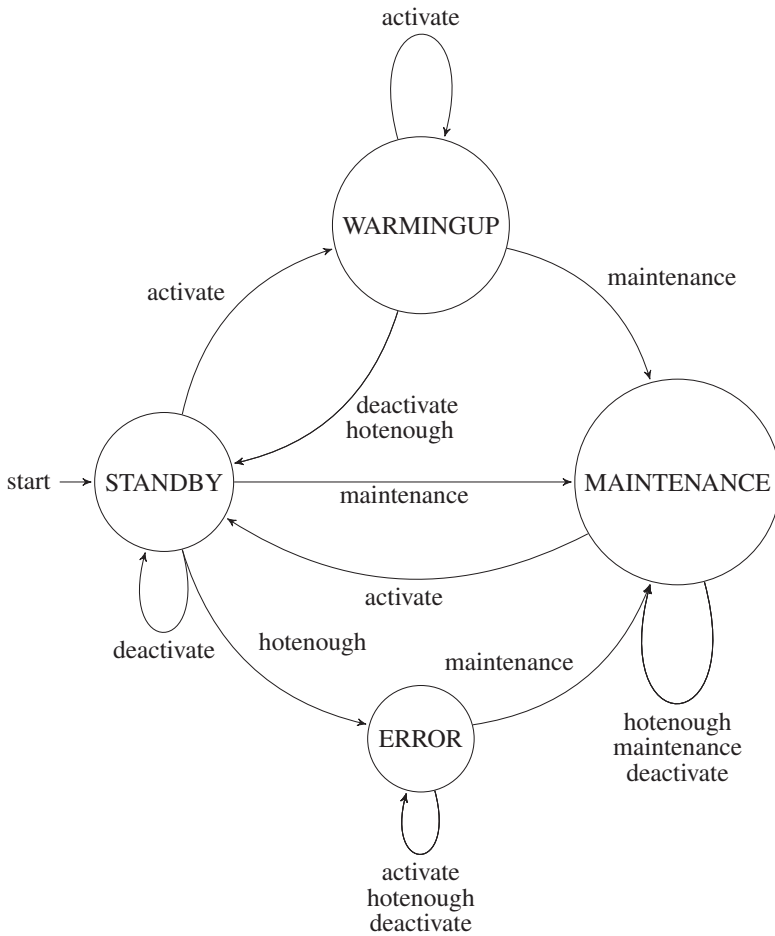 activate
WARMINGUP
maintenance
activate
deactivate
hotenough
start
STANDBY
MAINTENANCE
maintenance
activate
deactivate
hotenough
maintenance
ERROR
hotenough
maintenance
deactivate
activate
hotenough
deactivate